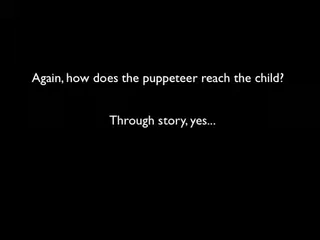 Again, how does the puppeteer reach the child?
Through story, yes...